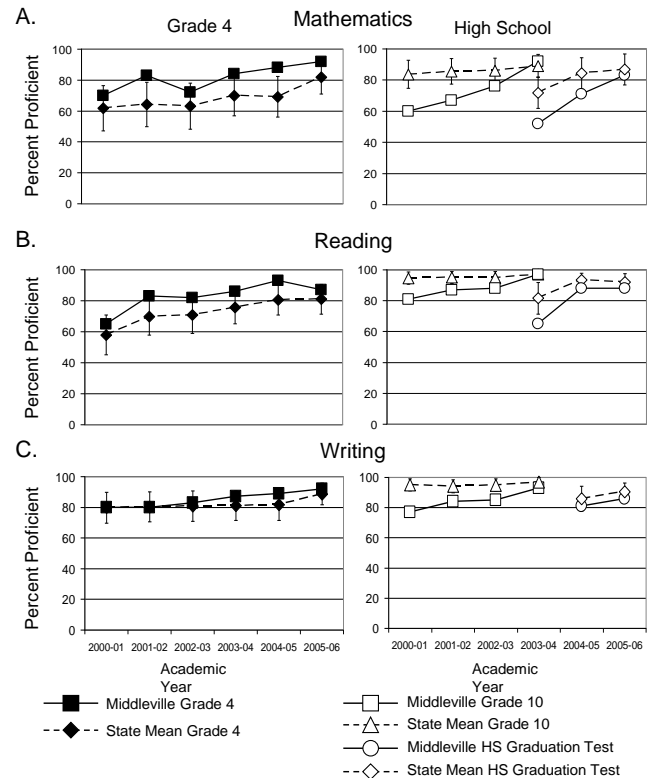 A.
Mathematics
Grade 4
High School
Percent Proficient
100
80
60
40
20
0
100
80
60
40
20
0
B.
Reading
Percent Proficient
100
80
60
40
20
0
100
80
60
40
20
0
C.
Writing
Percent Proficient
100
80
60
40
20
0
100
80
60
40
20
0
2000-01 2001-02 2002-03 2003-04 2004-05 2005-06
2000-01 2001-02 2002-03 2003-04 2004-05 2005-06
Academic
Year
Academic
Year
Middleville Grade 4
State Mean Grade 4
Middleville Grade 10
State Mean Grade 10
Middleville HS Graduation Test
State Mean HS Graduation Test